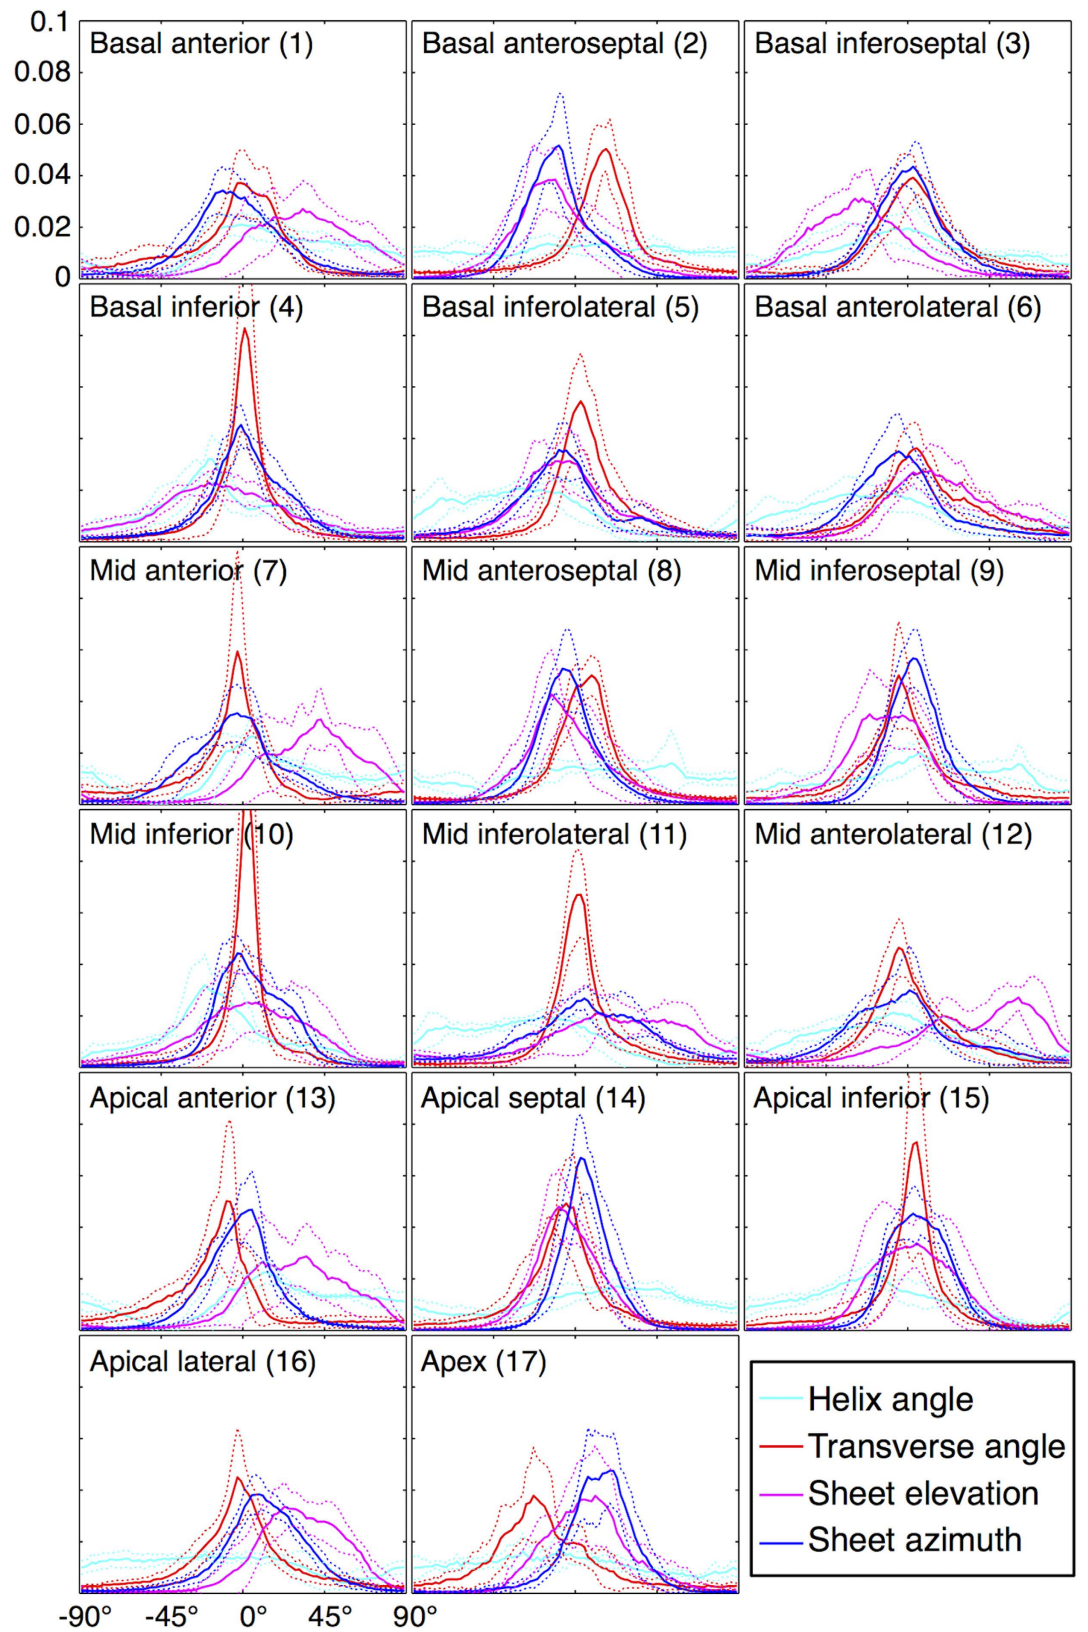 0.1
0.08
0.06
0.04
0.02
0
Basal anterior (1)
Basal anteroseptal (2)
Basal inferoseptal (3)
Basal inferior (4)
Basal inferolateral (5)
Basal anterolateral (6)
Mid anterior (7)
Mid anteroseptal (8)
Mid inferoseptal (9)
Mid inferior (10)
Mid inferolateral (11)
Mid anterolateral (12)
Apical anterior (13)
Apical septal (14)
Apical inferior (15)
Apical lateral (16)
Apex (17)
Helix angle
Transverse angle
Sheet elevation
Sheet azimuth
-90° -45° 0° 45° 90°